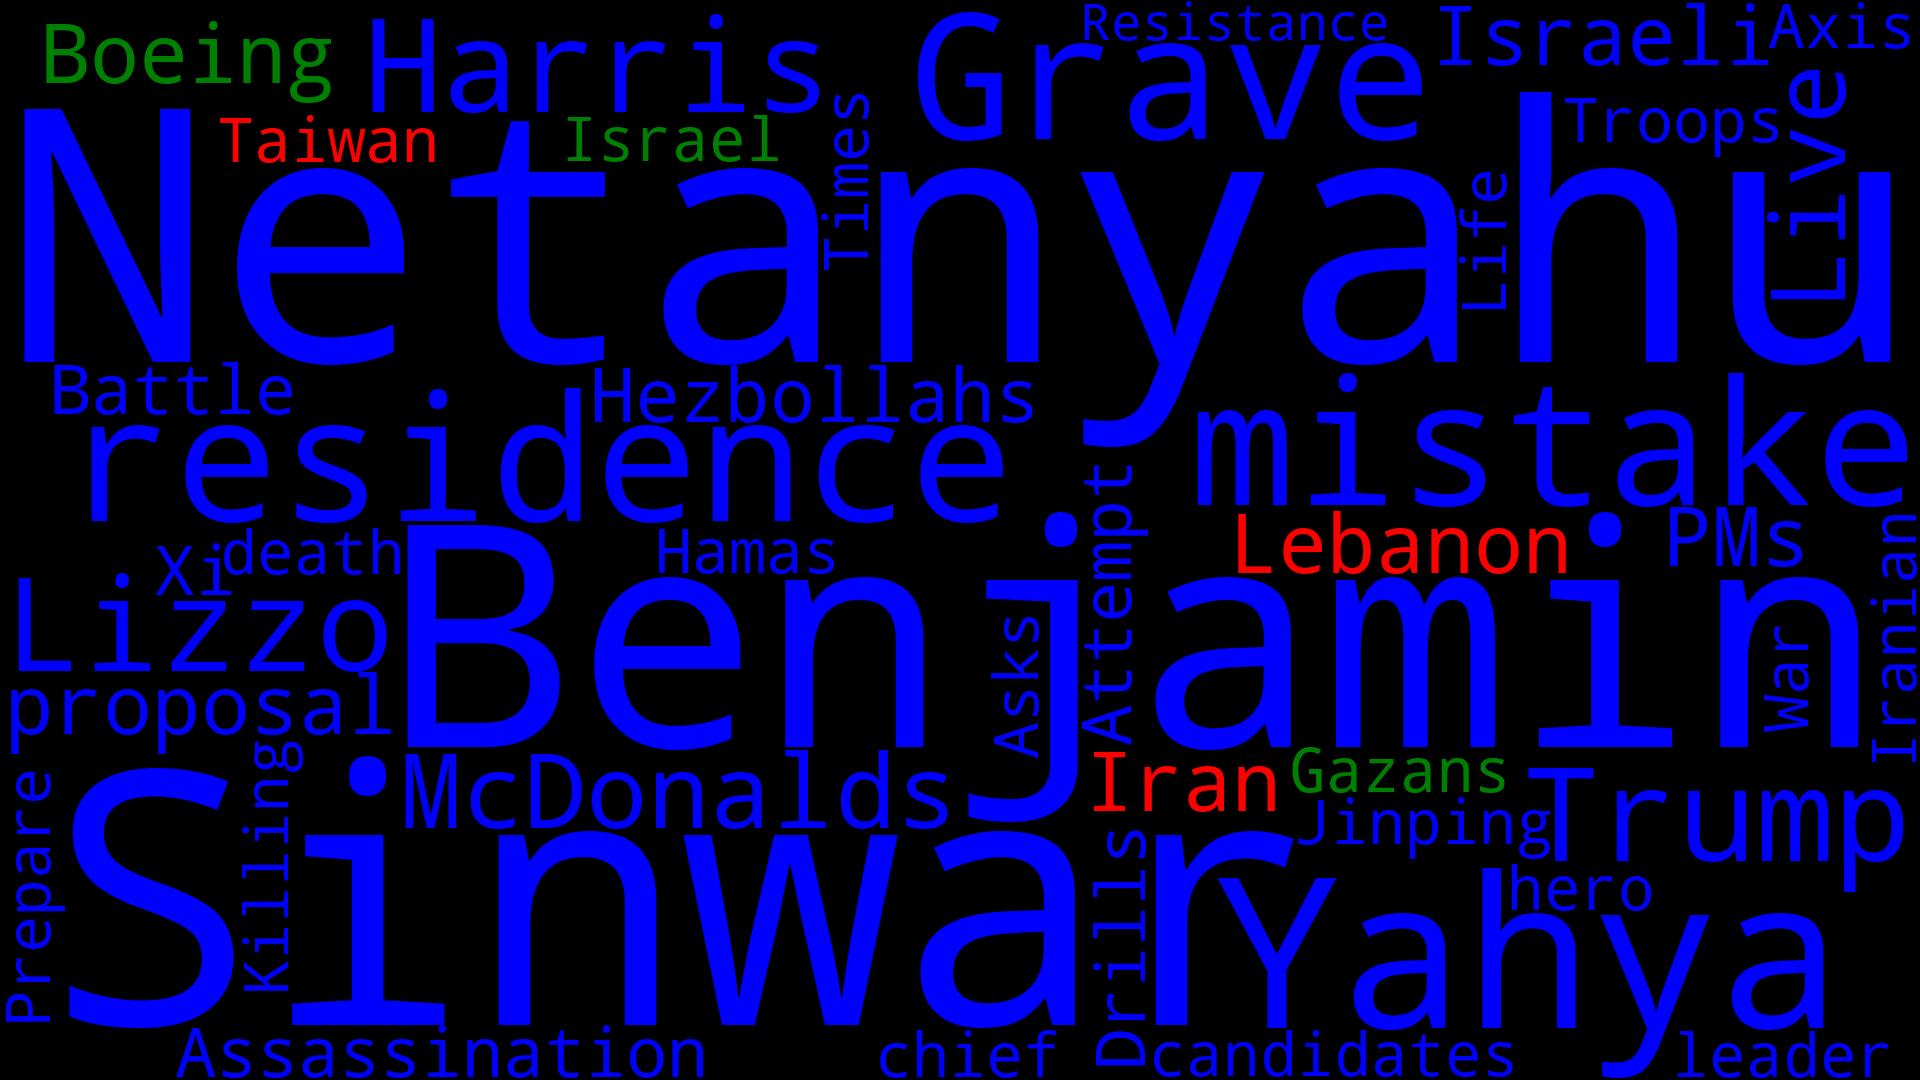 Boeing
Harris
Grave
Resistance
Israeli
Axis
Taiwan
Israel
Times
Troops
Live
Netanyahu
Life
Battle
Hezbollahs
residence
mistake
Attempt
Lebanon
PMs
Iranian
Xi
death
Hamas
Lizzo
Benjamin
Asks
War
proposal
Killing
McDonalds
Iran
Gazans
Jinping
Trump
Prepare
Sinwar
Drills
hero
Yahya
Assassination
chief
candidates
leader